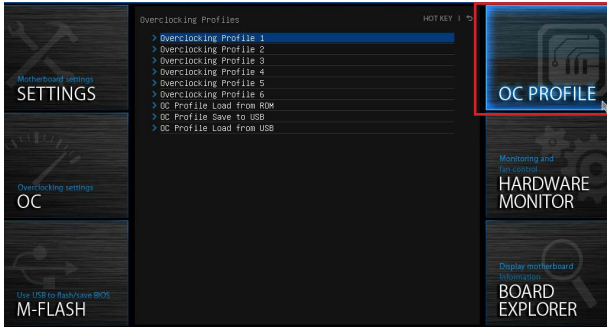 Overclocking Profiles
HOT KEY |
> Overclocking Profile 1
> Overclocking Profile 2
> Overclocking Profile 3
> Overclocking Profile 4
> Overclocking Profile 5
> Overclocking Profile 6
> OC Profile Load from ROM
> OC Profile Save to USB
> OC Profile Load from USB
Motherboard settings
SETTINGS
Overclocking settings
OC
Use USB to flash/save BIOS
M-FLASH
OC PROFILE
Monitoring and
fan control
HARDWARE
MONITOR
Display motherboard
Information
BOARD
EXPLORER